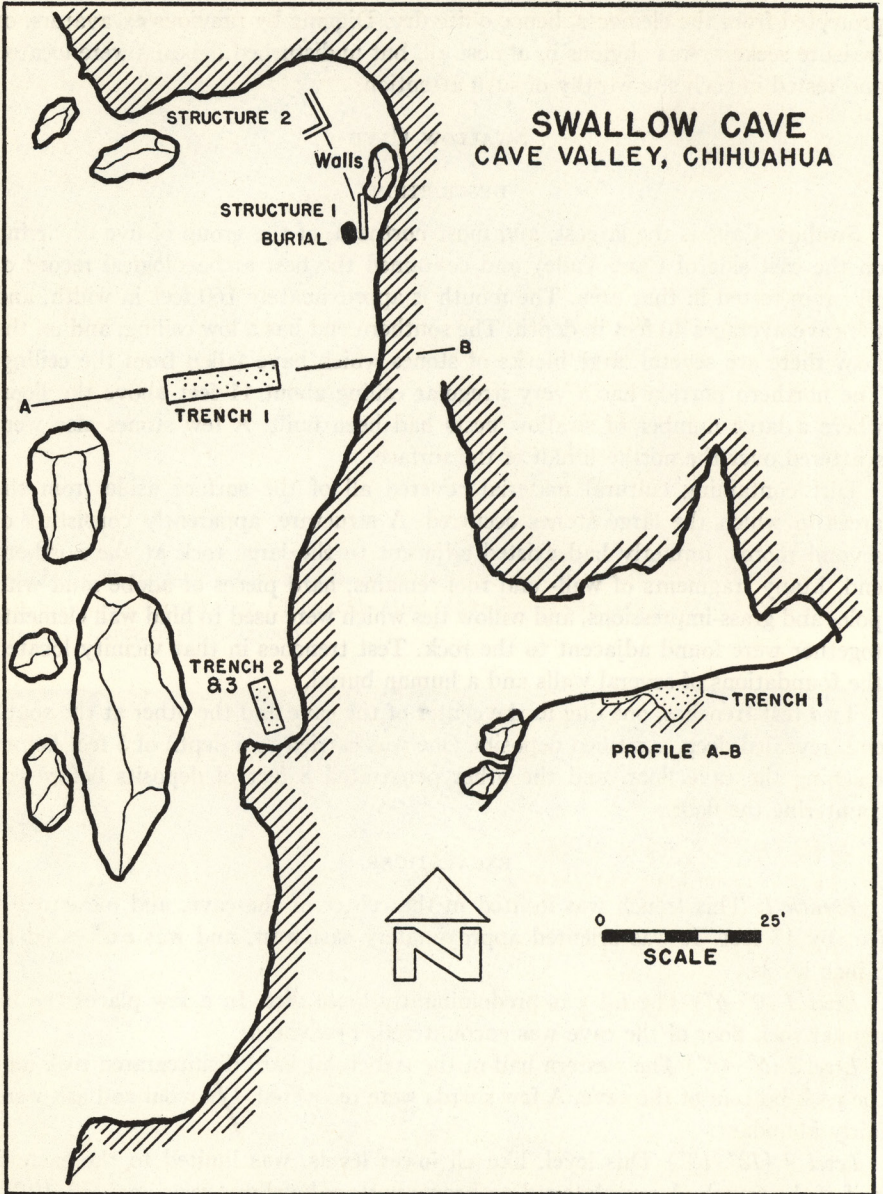 SWALLOW CAVE
CAVE VALLEY, CHIHUAHUA
STRUCTURE 2
Walls
STRUCTURE 1
BURIAL
A
B
TRENCH 1
TRENCH 2
&3
TRENCH 1
PROFILE A-B
N
0 25'
SCALE